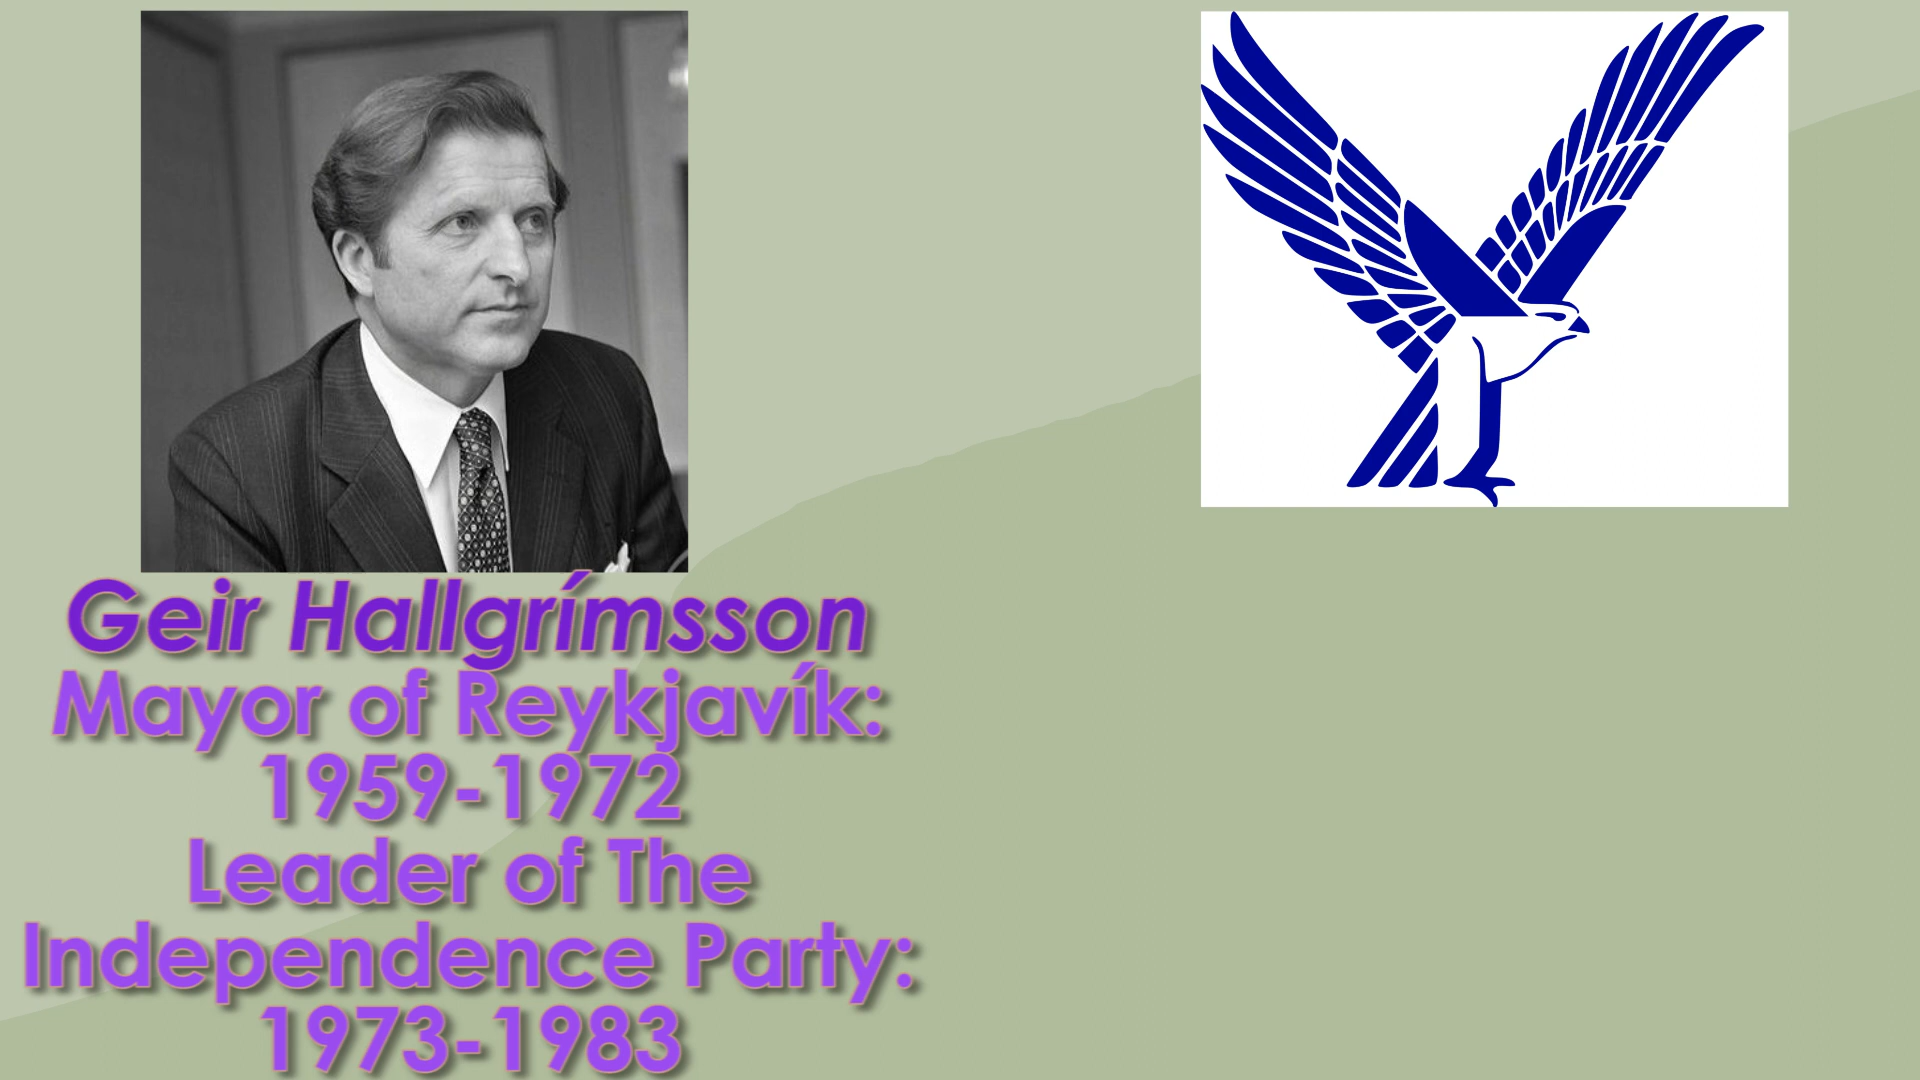 Geir Hallgrímsson
Mayor of Reykjavík:
1959-1972
Leader of The
Independence Party:
1973-1983